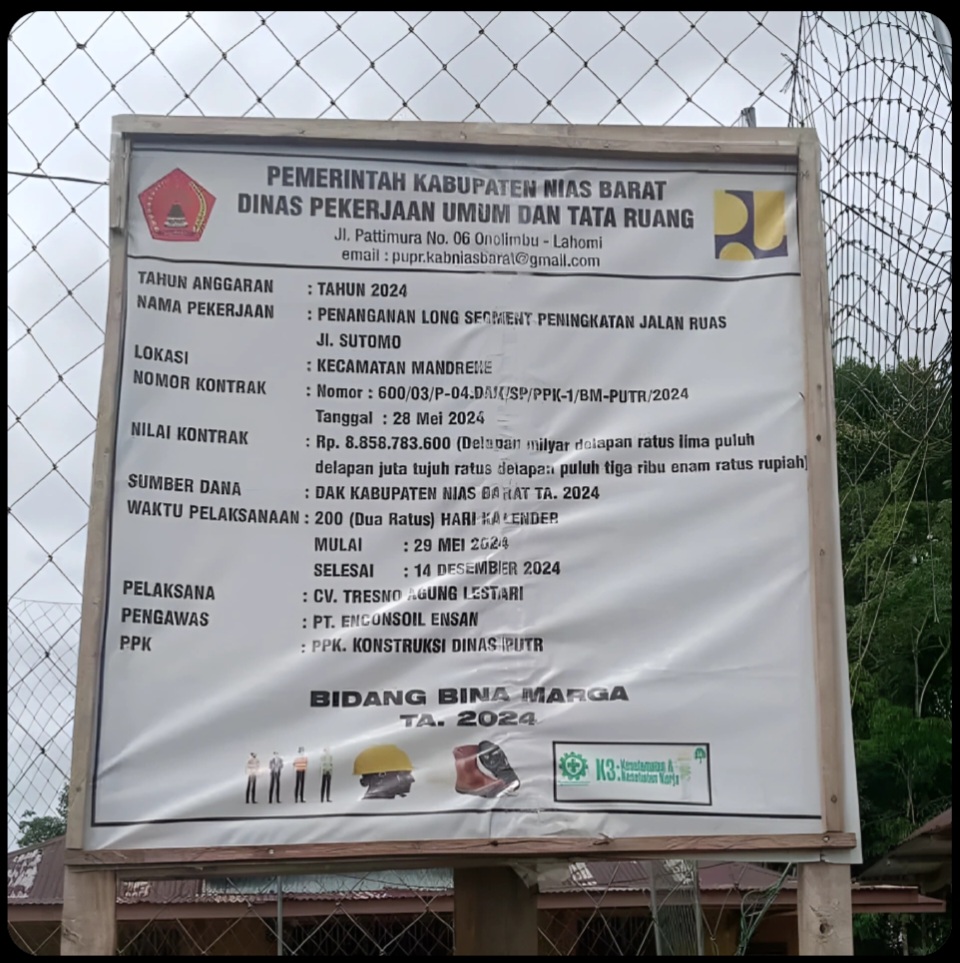 PEMERINTAH KABUPATEN NIAS BARAT
DINAS PEKERJAAN UMUM DAN TATA RUANG
Jl. Pattimura No. 06 Onolimbu - Lahomi
email : pupr.kabniasbarat@gmail.com
TAHUN ANGGARAN : TAHUN 2024
NAMA PEKERJAAN : PENANGANAN LONG SEGMENT PENINGKATAN JALAN RUAS
Jl. SUTOMO
LOKASI : KECAMATAN MANDREHE
NOMOR KONTRAK : Nomor : 600/03/P-04.DAK/SP/PPK-1/BM-PUTR/2024
Tanggal : 28 Mei 2024
NILAI KONTRAK : Rp. 8.858.783.600 (Delapan milyar delapan ratus lima puluh
delapan juta tujuh ratus delapan puluh tiga ribu enam ratus rupiah)
SUMBER DANA : DAK KABUPATEN NIAS BARAT TA. 2024
WAKTU PELAKSANAAN : 200 (Dua Ratus) HARI KALENDER
MULAI : 29 MEI 2024
SELESAI : 14 DESEMBER 2024
PELAKSANA : CV. TRESNO AGUNG LESTARI
PENGAWAS : PT. ENCONSOIL ENSAN
PPK : PPK. KONSTRUKSI DINAS PUTR
BIDANG BINA MARGA
TA. 2024
K3: Keselamatan &
Kesehatan Kerja